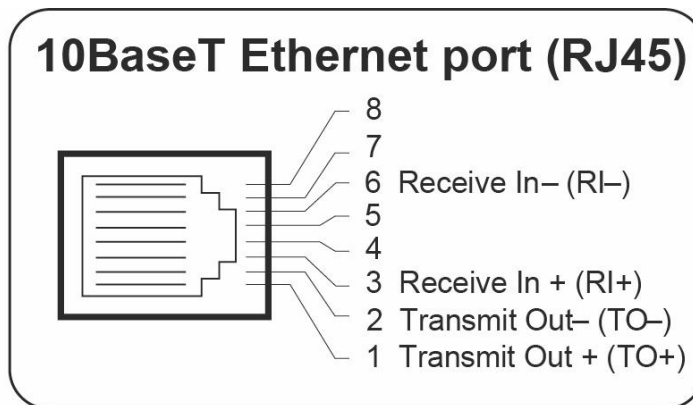 10BaseT Ethernet port (RJ45)
8
7
6 Receive In– (RI–)
5
4
3 Receive In + (RI+)
2 Transmit Out– (TO–)
1 Transmit Out + (TO+)